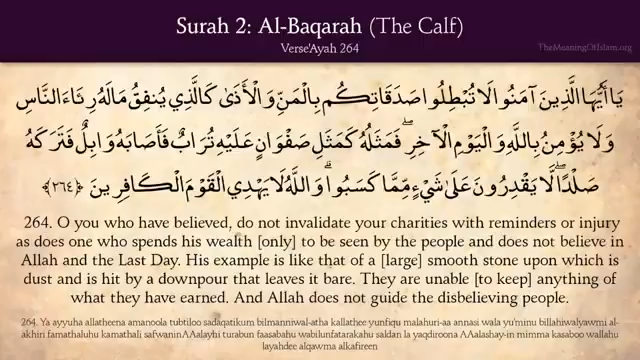 Surah 2: Al-Baqarah (The Calf)
Verse'Ayah 264
TheMeaningOfIslam.org
يَا أَيُّهَا الَّذِينَ آمَنُوا لَا تُبْطِلُوا صَدَقَاتِكُم بِالْمَنِّ وَالْأَذَىٰ كَالَّذِي يُنفِقُ مَالَهُ رِئَاءَ النَّاسِ
وَلَا يُؤْمِنُ بِاللَّهِ وَالْيَوْمِ الْآخِرِ ۖ فَمَثَلُهُ كَمَثَلِ صَفْوَانٍ عَلَيْهِ تُرَابٌ فَأَصَابَهُ وَابِلٌ فَتَرَكَهُ
صَلْدًا ۖ لَّا يَقْدِرُونَ عَلَىٰ شَيْءٍ مِّمَّا كَسَبُوا ۗ وَاللَّهُ لَا يَهْدِي الْقَوْمَ الْكَافِرِينَ ﴿٢٦٤﴾
264. O you who have believed, do not invalidate your charities with reminders or injury
as does one who spends his wealth [only] to be seen by the people and does not believe in
Allah and the Last Day. His example is like that of a [large] smooth stone upon which is
dust and is hit by a downpour that leaves it bare. They are unable [to keep] anything of
what they have earned. And Allah does not guide the disbelieving people.
264. Ya ayyuha allatheena amanoola tubtiloo sadaqatikum bilmanniwal-atha kallathee yunfiqu malahuri-aa annasi wala yu/minu billahiwalyawmi al-
akhiri famathaluhu kamathali safwaninAAalayhi turabun faasabahu wabilunfatarakahu saldan la yaqdiroona AAalashay-in mimma kasaboo wallahu
layahdee alqawma alkafireen